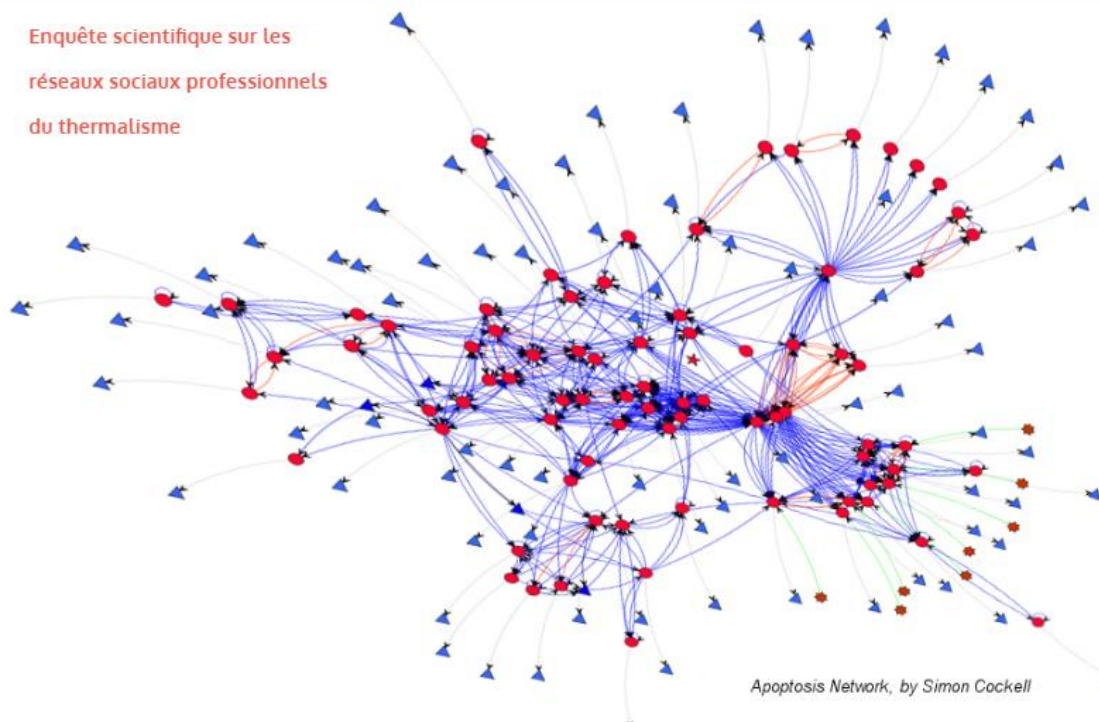 Enquête scientifique sur les
réseaux sociaux professionnels
du thermalisme
Apoptosis Network, by Simon Cockell